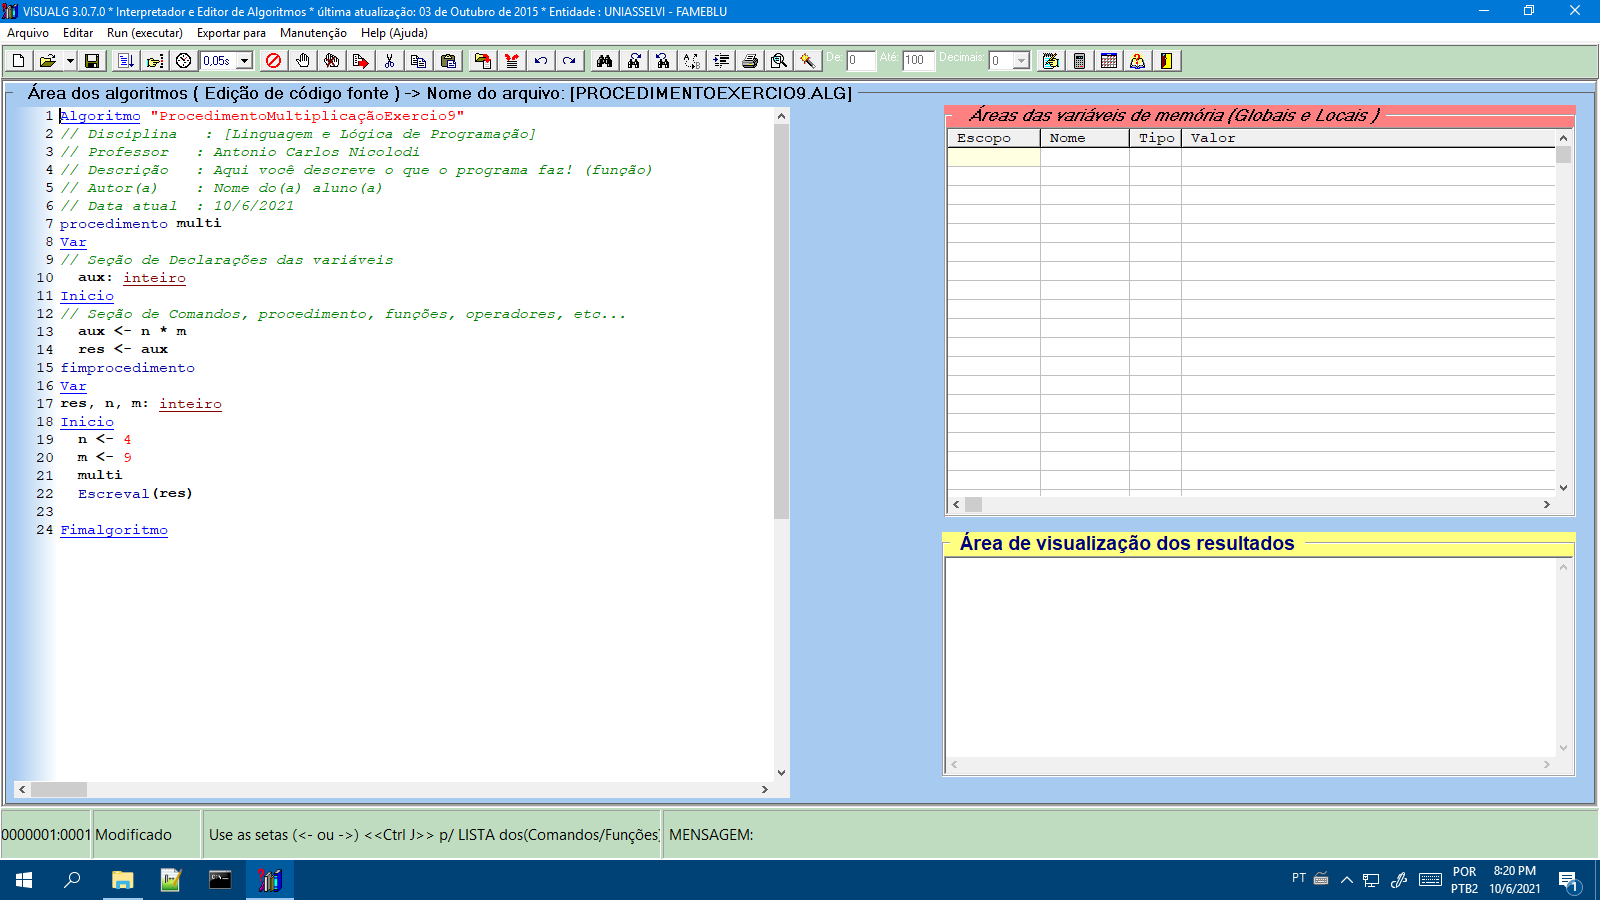 VISUALG 3.0.7.0 * Interpretador e Editor de Algoritmos * última atualização: 03 de Outubro de 2015 * Entidade : UNIASSELVI - FAMEBLU
Arquivo Editar Run (executar) Exportar para Manutenção Help (Ajuda)
0,05s De: 0 Até: 100 Decimais: 0
Área dos algoritmos ( Edição de código fonte ) -> Nome do arquivo: [PROCEDIMENTOEXERCIO9.ALG]
1 Algoritmo "ProcedimentoMultiplicaçãoExercio9"
2 // Disciplina   : [Linguagem e Lógica de Programação]
3 // Professor   : Antonio Carlos Nicolodi
4 // Descrição   : Aqui você descreve o que o programa faz! (função)
5 // Autor(a)    : Nome do(a) aluno(a)
6 // Data atual  : 10/6/2021
7 procedimento multi
8 Var
9 // Seção de Declarações das variáveis
10   aux: inteiro
11 Inicio
12 // Seção de Comandos, procedimento, funções, operadores, etc...
13   aux <- n * m
14   res <- aux
15 fimprocedimento
16 Var
17 res, n, m: inteiro
18 Inicio
19   n <- 4
20   m <- 9
21   multi
22   Escreval(res)
23
24 Fimalgoritmo
Áreas das variáveis de memória (Globais e Locais )
Escopo Nome Tipo Valor
Área de visualização dos resultados
0000001:0001 Modificado Use as setas (<- ou ->) <<Ctrl J>> p/ LISTA dos(Comandos/Funções) MENSAGEM:
PT POR 8:20 PM
PTB2 10/6/2021 1